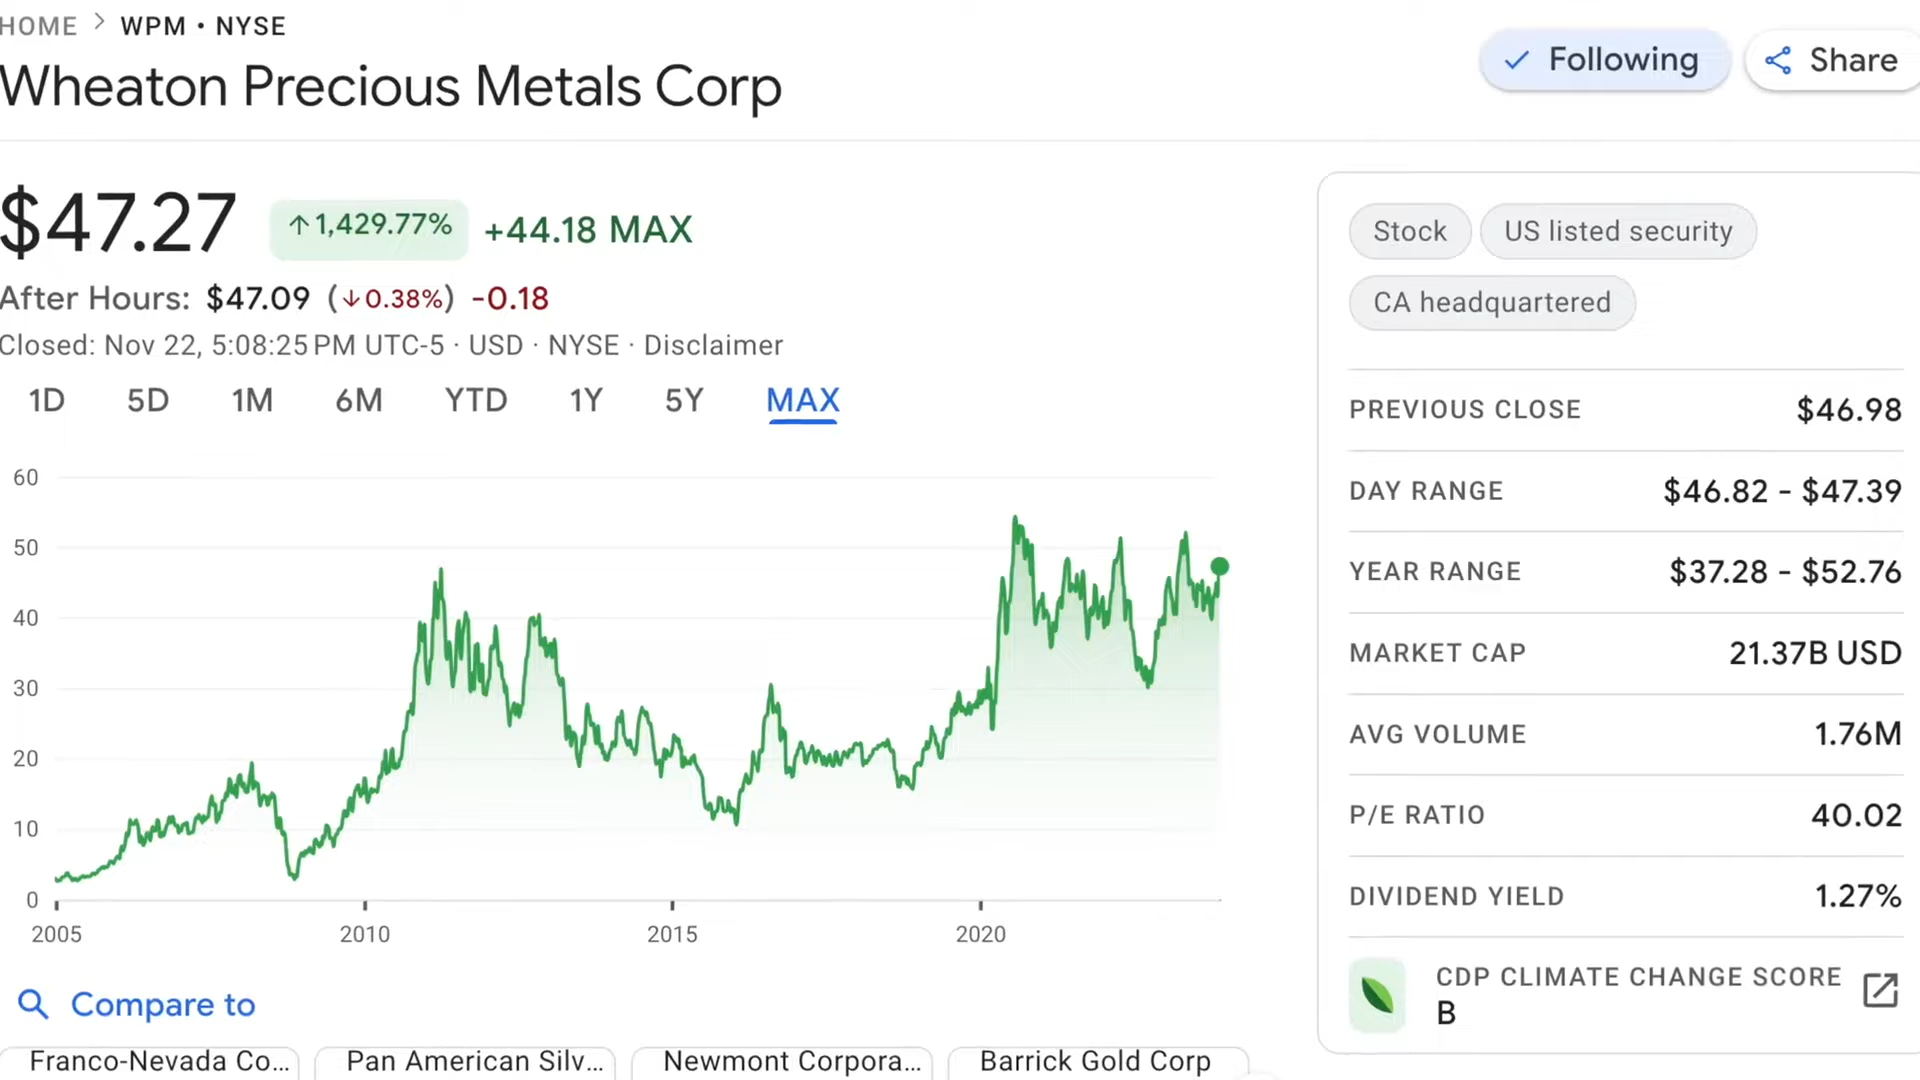 HOME > WPM • NYSE
Wheaton Precious Metals Corp
Following
Share
$47.27 ↑1,429.77% +44.18 MAX
After Hours: $47.09 (↓0.38%) -0.18
Closed: Nov 22, 5:08:25 PM UTC-5 · USD · NYSE · Disclaimer
1D 5D 1M 6M YTD 1Y 5Y MAX
60
50
40
30
20
10
0
2005 2010 2015 2020
Compare to
Franco-Nevada Co...
Pan American Silv...
Newmont Corpora...
Barrick Gold Corp
Stock
US listed security
CA headquartered
PREVIOUS CLOSE $46.98
DAY RANGE $46.82 - $47.39
YEAR RANGE $37.28 - $52.76
MARKET CAP 21.37B USD
AVG VOLUME 1.76M
P/E RATIO 40.02
DIVIDEND YIELD 1.27%
CDP CLIMATE CHANGE SCORE
B